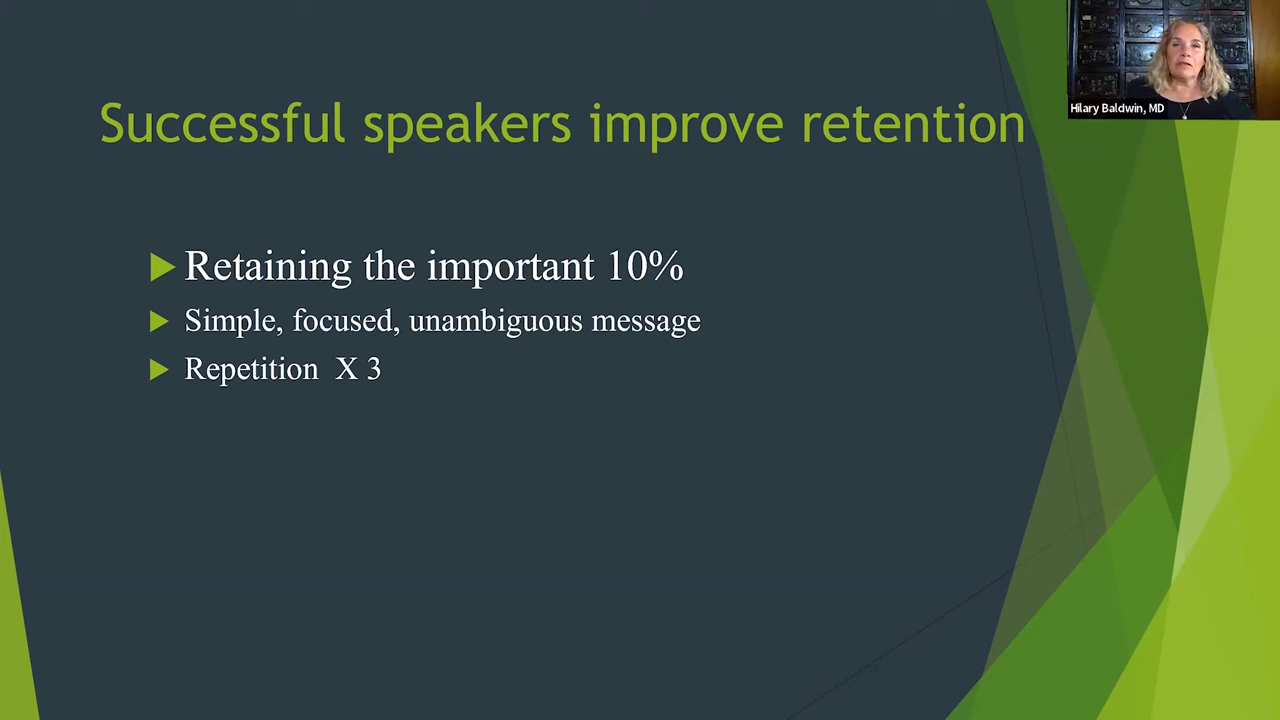 Successful speakers improve retention
Retaining the important 10%
Simple, focused, unambiguous message
Repetition X 3
Hilary Baldwin, MD